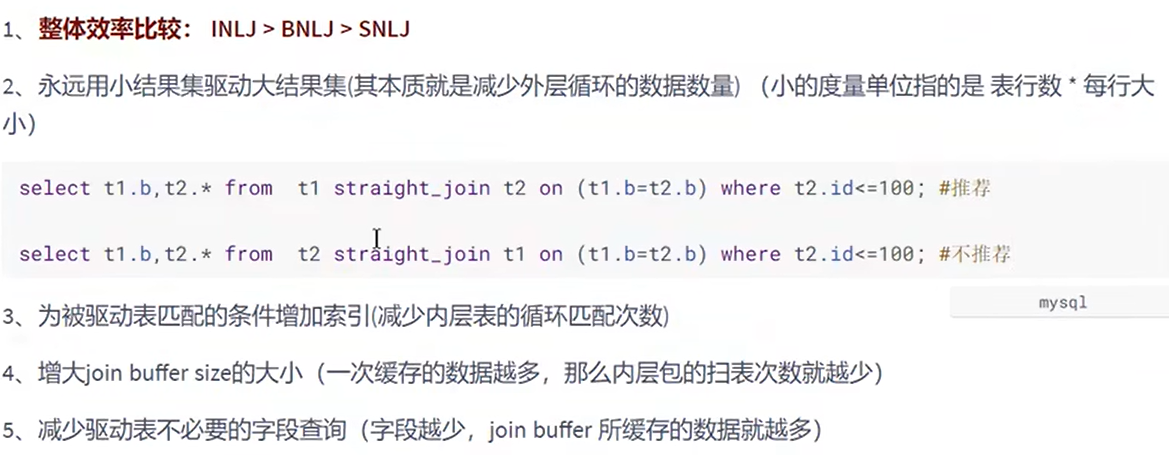 1、整体效率比较： INLJ > BNLJ > SNLJ
2、永远用小结果集驱动大结果集(其本质就是减少外层循环的数据数量) （小的度量单位指的是 表行数 * 每行大
小）
select t1.b,t2.* from  t1 straight_join t2 on (t1.b=t2.b) where t2.id<=100; #推荐
select t1.b,t2.* from  t2 straight_join t1 on (t1.b=t2.b) where t2.id<=100; #不推荐
3、为被驱动表匹配的条件增加索引(减少内层表的循环匹配次数)
mysql
4、增大join buffer size的大小（一次缓存的数据越多，那么内层包的扫表次数就越少）
5、减少驱动表不必要的字段查询（字段越少，join buffer 所缓存的数据就越多）